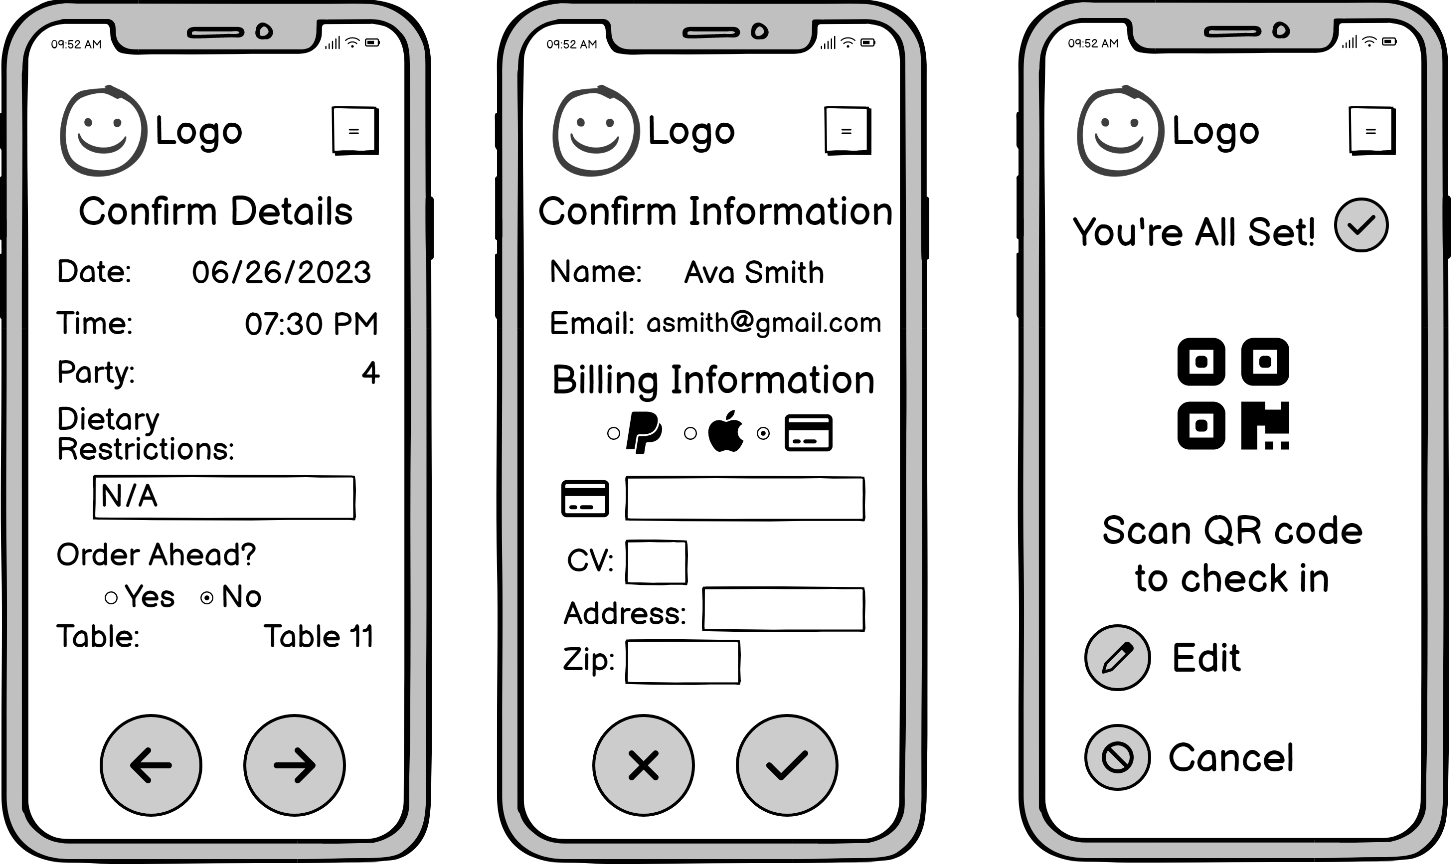 09:52 AM
Logo
=
Confirm Details
Date: 06/26/2023
Time: 07:30 PM
Party: 4
Dietary
Restrictions:
N/A
Order Ahead?
Yes No
Table: Table 11
09:52 AM
Logo
=
Confirm Information
Name: Ava Smith
Email: asmith@gmail.com
Billing Information
CV:
Address:
Zip:
09:52 AM
Logo
=
You're All Set!
Scan QR code
to check in
Edit
Cancel